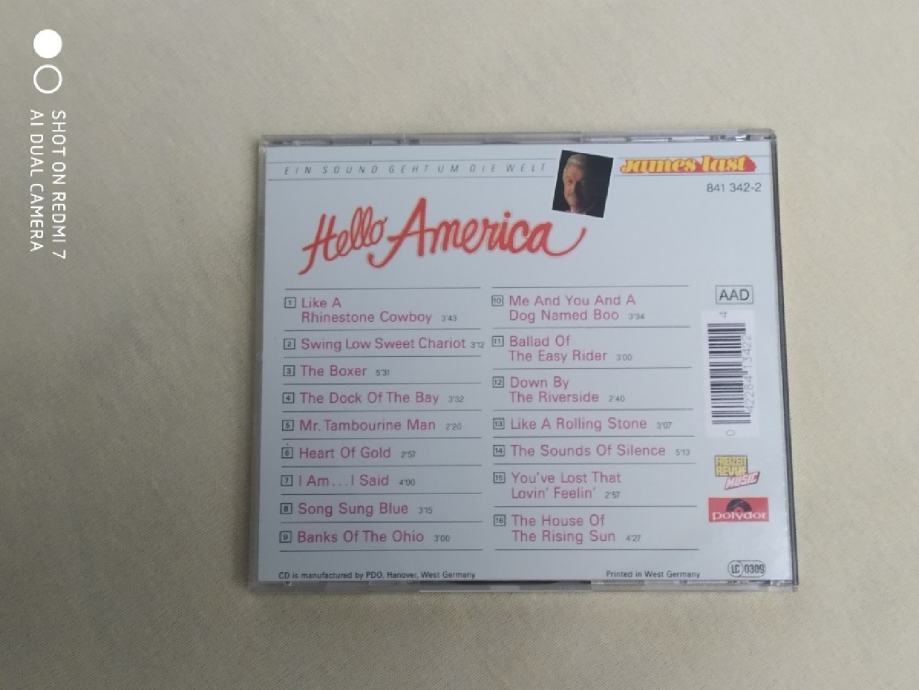 SHOT ON REDMI 7
AI DUAL CAMERA
EIN SOUND GEHT UM DIE WELT
james last
841 342-2
Hello America
1 Like A
Rhinestone Cowboy 3'43
2 Swing Low Sweet Chariot 3'12
3 The Boxer 5'31
4 The Dock Of The Bay 3'32
5 Mr. Tambourine Man 2'20
6 Heart Of Gold 2'57
7 I Am...I Said 4'00
8 Song Sung Blue 3'15
9 Banks Of The Ohio 3'00
10 Me And You And A
Dog Named Boo 3'34
11 Ballad Of
The Easy Rider 3'00
12 Down By
The Riverside 2'40
13 Like A Rolling Stone 3'07
14 The Sounds Of Silence 5'13
15 You've Lost That
Lovin' Feelin' 2'57
16 The House Of
The Rising Sun 4'27
AAD
0 42284 13422 4
FREIZEIT
REVUE
MUSIC
polydor
CD is manufactured by PDO, Hanover, West Germany
Printed in West Germany
LC 0309